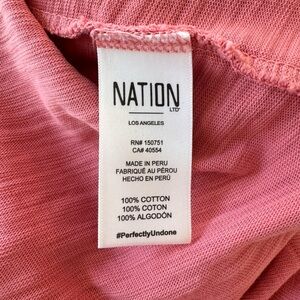 NATION
LTD
LOS ANGELES
RN# 150751
CA# 40554
MADE IN PERU
FABRIQUÉ AU PÉROU
HECHO EN PERÚ
100% COTTON
100% COTON
100% ALGODÓN
#PerfectlyUndone